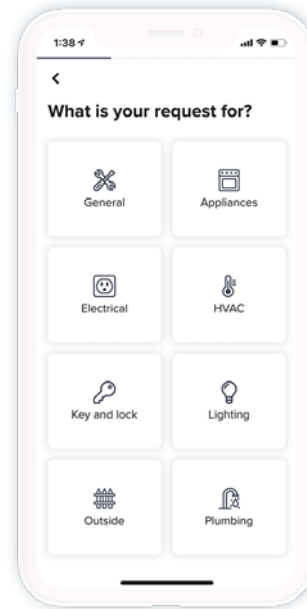 1:38
What is your request for?
General
Appliances
Electrical
HVAC
Key and lock
Lighting
Outside
Plumbing